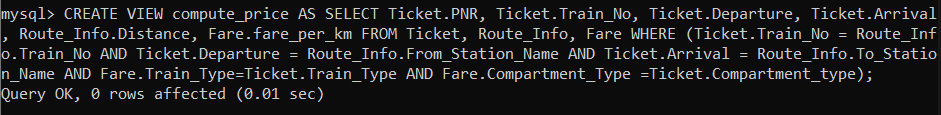 mysql> CREATE VIEW compute_price AS SELECT Ticket.PNR, Ticket.Train_No, Ticket.Departure, Ticket.Arrival
, Route_Info.Distance, Fare.fare_per_km FROM Ticket, Route_Info, Fare WHERE (Ticket.Train_No = Route_Inf
o.Train_No AND Ticket.Departure = Route_Info.From_Station_Name AND Ticket.Arrival = Route_Info.To_Statio
n_Name AND Fare.Train_Type=Ticket.Train_Type AND Fare.Compartment_Type =Ticket.Compartment_type);
Query OK, 0 rows affected (0.01 sec)